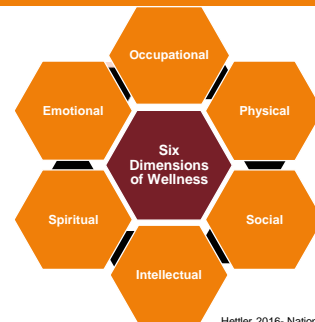 Occupational
Emotional
Physical
Six
Dimensions
of Wellness
Spiritual
Social
Intellectual
Hettler, 2016- Nation